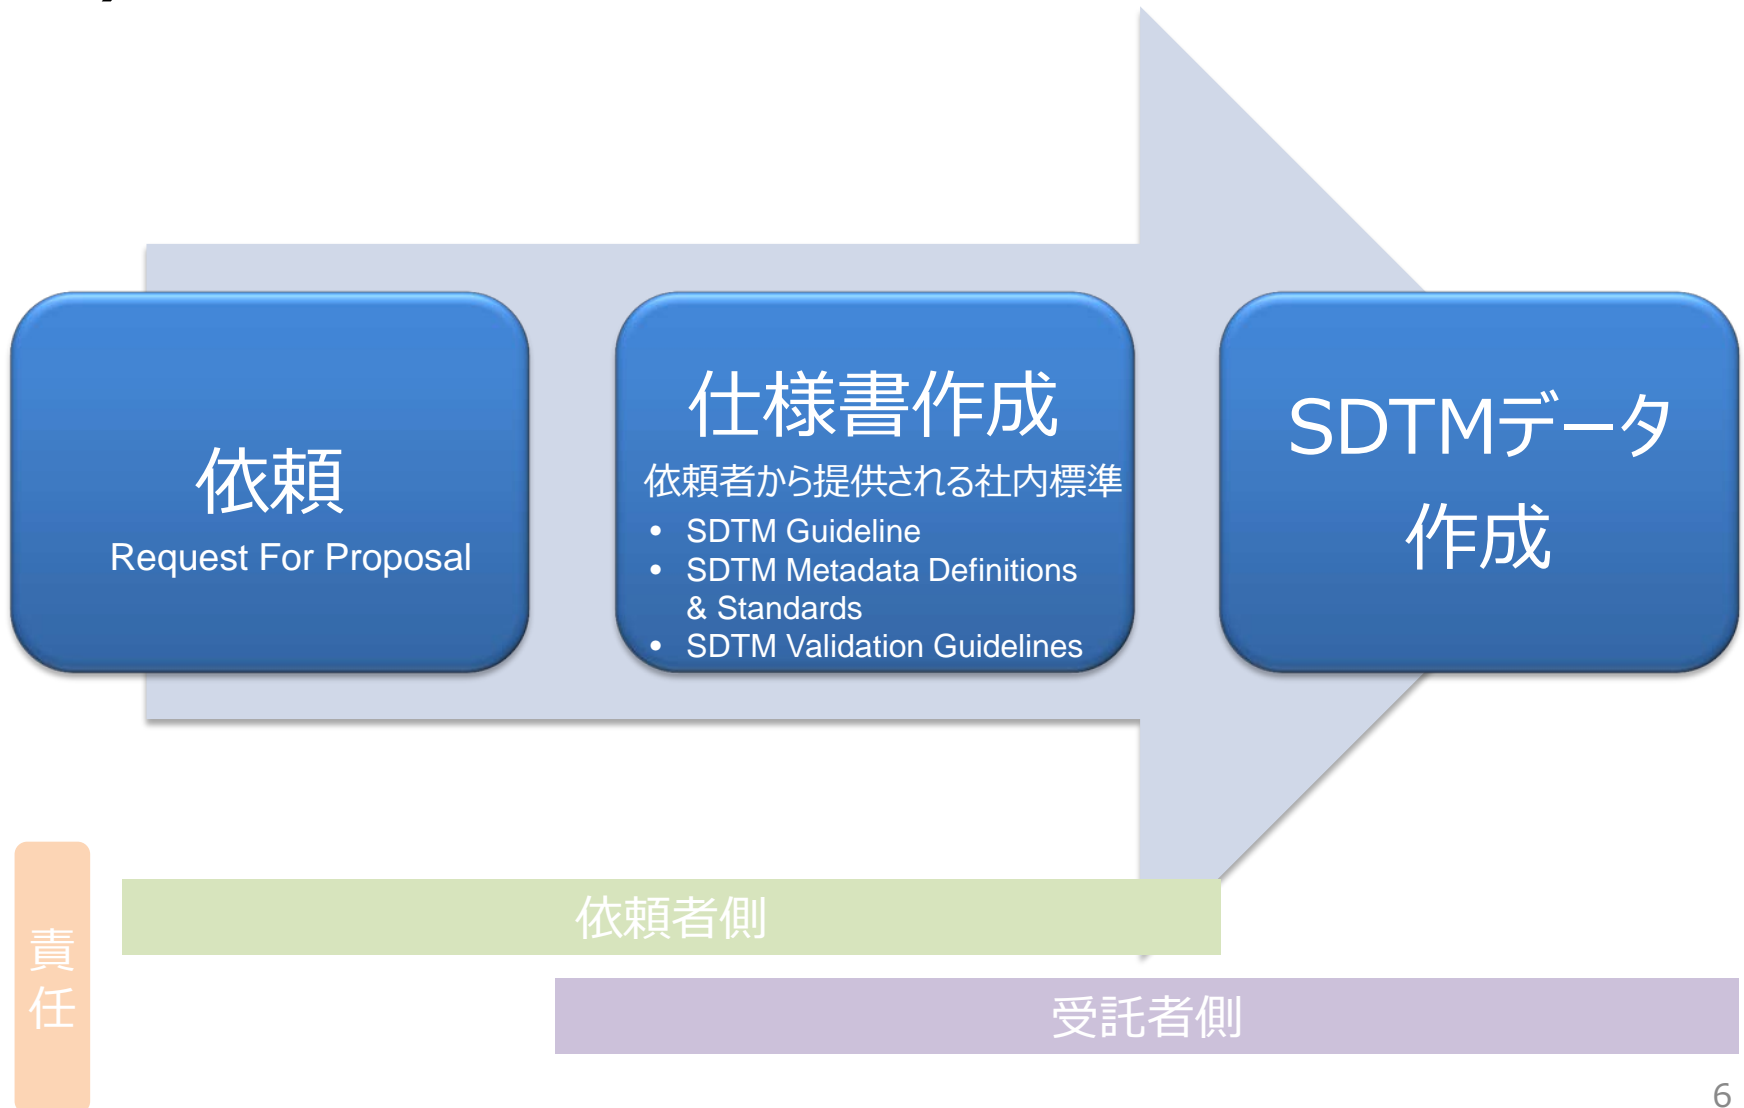 依頼
Request For Proposal
仕様書作成
依頼者から提供される社内標準
• SDTM Guideline
• SDTM Metadata Definitions
& Standards
• SDTM Validation Guidelines
SDTMデータ
作成
責
任
依頼者側
受託者側
6